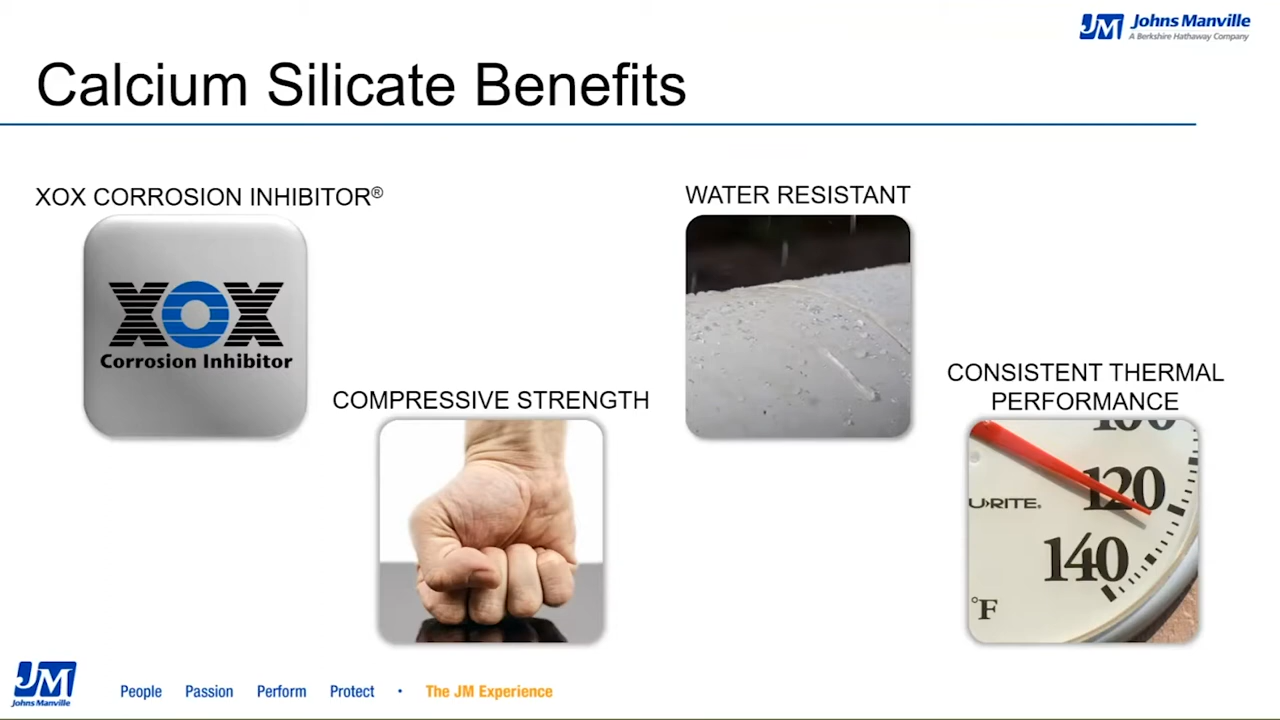 JM Johns Manville
A Berkshire Hathaway Company
Calcium Silicate Benefits
XOX CORROSION INHIBITOR®
XOX
Corrosion Inhibitor
COMPRESSIVE STRENGTH
WATER RESISTANT
CONSISTENT THERMAL
PERFORMANCE
120
U›RITE®
140
°F
JM
Johns Manville
People Passion Perform Protect • The JM Experience